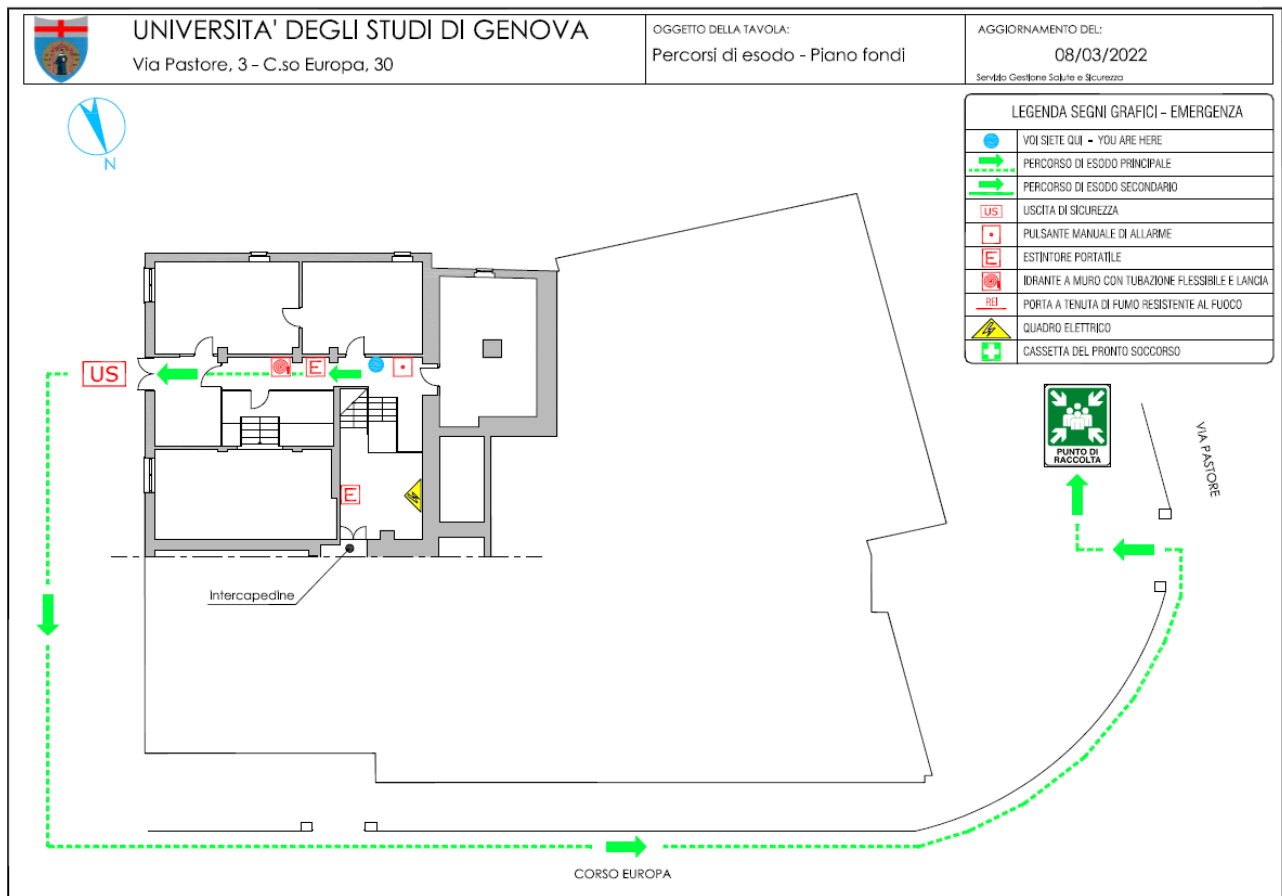 UNIVERSITA' DEGLI STUDI DI GENOVA
Via Pastore, 3 - C.so Europa, 30
OGGETTO DELLA TAVOLA:
Percorsi di esodo - Piano fondi
AGGIORNAMENTO DEL:
08/03/2022
Servizio Gestione Salute e Sicurezza
N
LEGENDA SEGNI GRAFICI - EMERGENZA
VOI SIETE QUI - YOU ARE HERE
PERCORSO DI ESODO PRINCIPALE
PERCORSO DI ESODO SECONDARIO
US USCITA DI SICUREZZA
PULSANTE MANUALE DI ALLARME
E ESTINTORE PORTATILE
IDRANTE A MURO CON TUBAZIONE FLESSIBILE E LANCIA
REI PORTA A TENUTA DI FUMO RESISTENTE AL FUOCO
QUADRO ELETTRICO
CASSETTA DEL PRONTO SOCCORSO
US
E
E
Intercapedine
PUNTO DI
RACCOLTA
VIA PASTORE
CORSO EUROPA